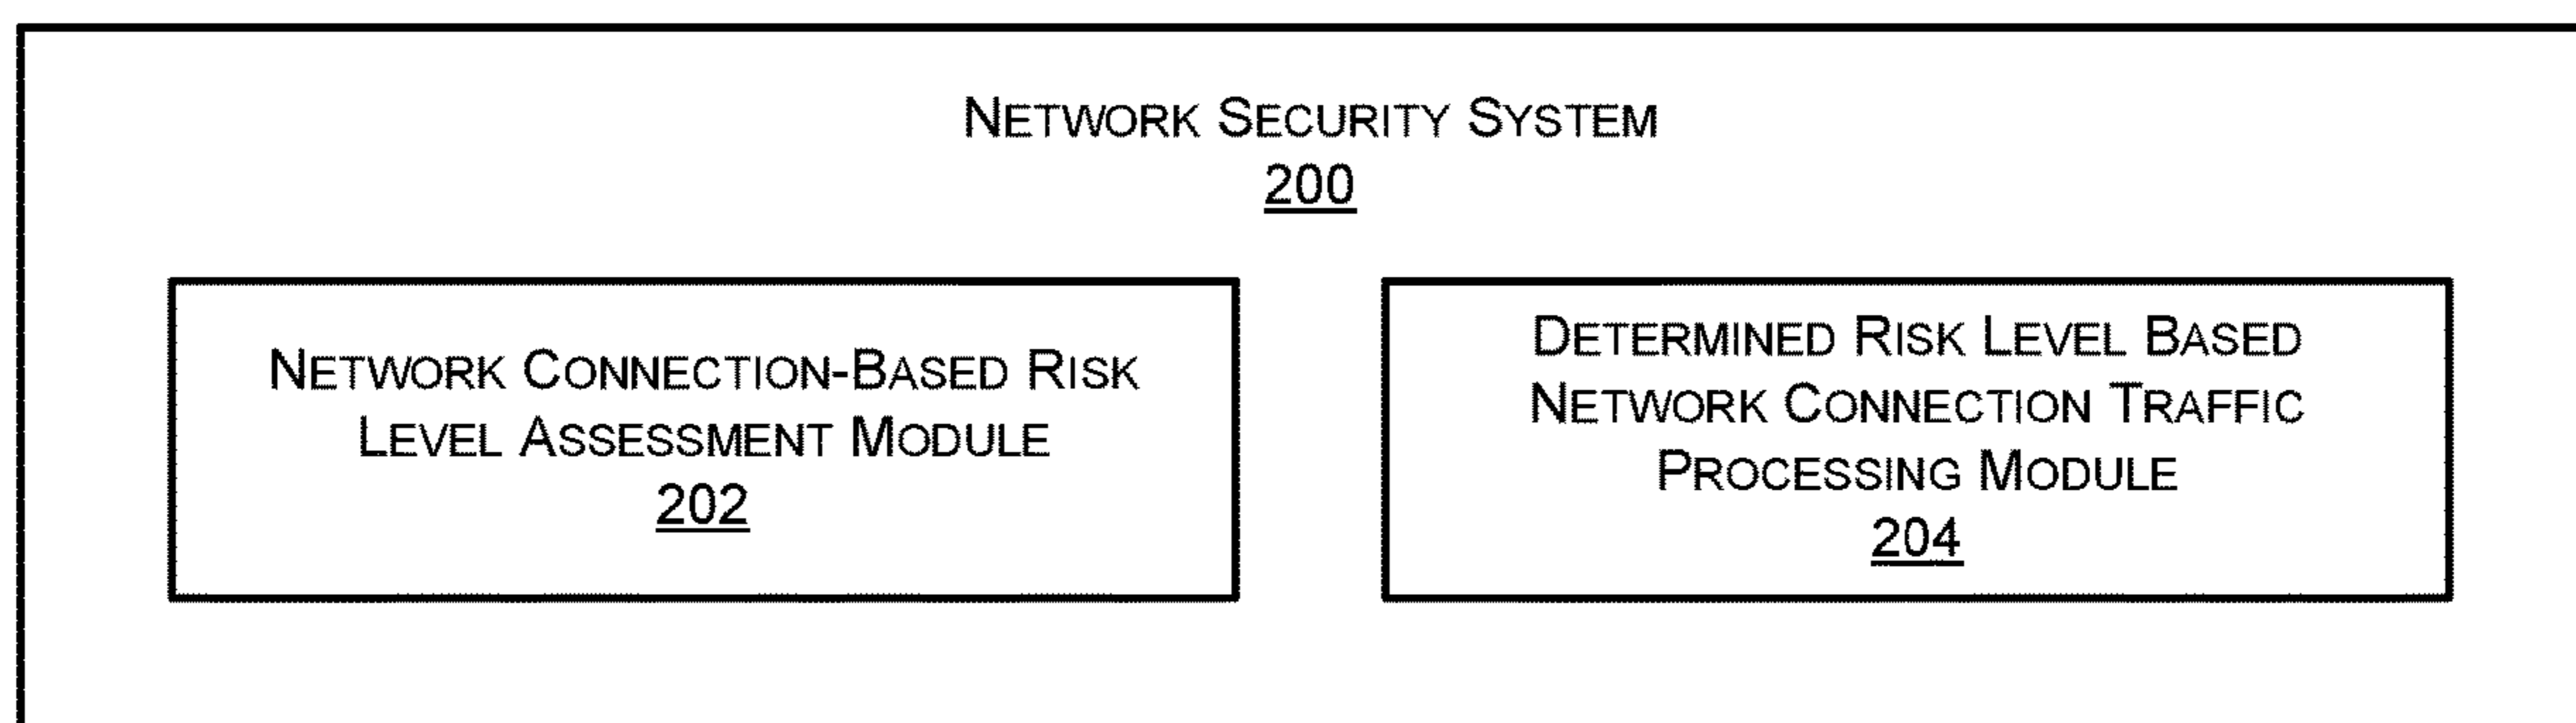 NETWORK SECURITY SYSTEM
200
NETWORK CONNECTION-BASED RISK
LEVEL ASSESSMENT MODULE
202
DETERMINED RISK LEVEL BASED
NETWORK CONNECTION TRAFFIC
PROCESSING MODULE
204